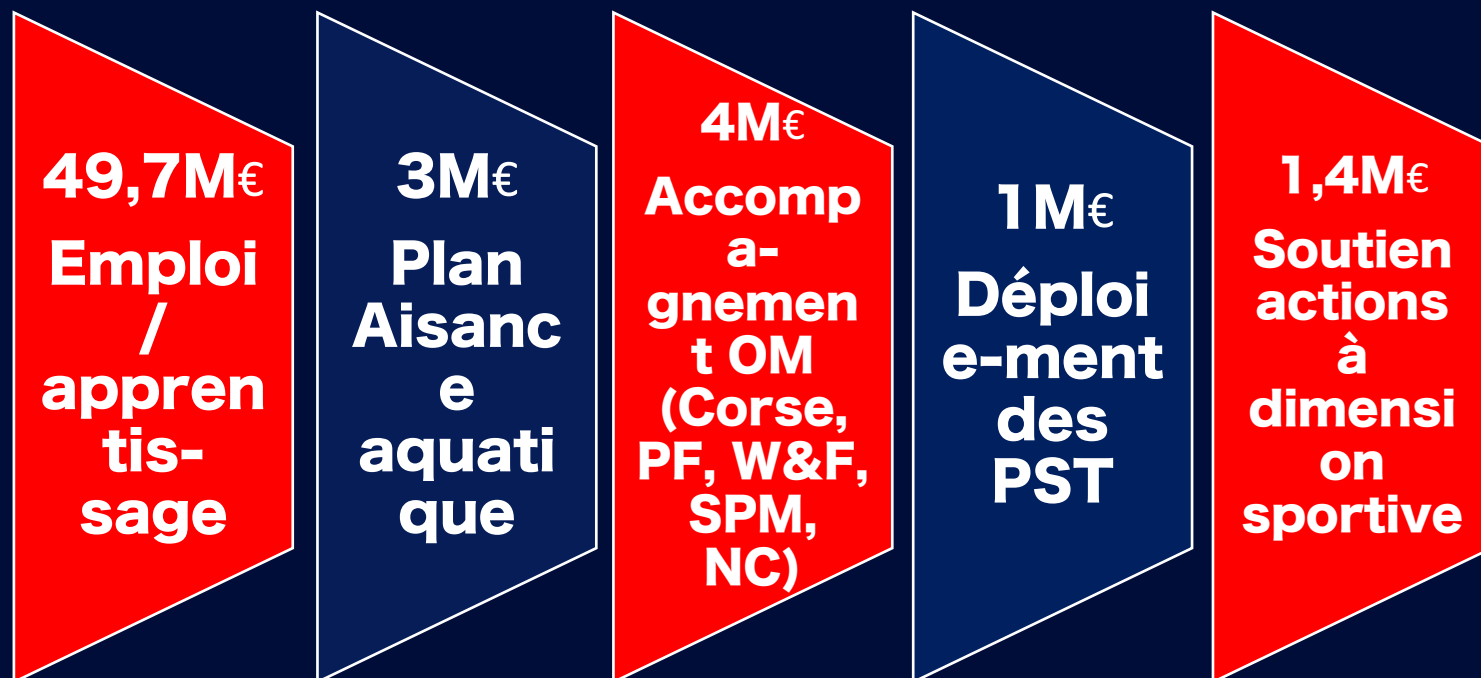 49,7M€
Emploi
/
appren
tis-
sage
3M€
Plan
Aisanc
e
aquati
que
4M€
Accomp
a-
gnemen
t OM
(Corse,
PF, W&F,
SPM,
NC)
1M€
Déploi
e-ment
des
PST
1,4M€
Soutien
actions
à
dimensi
on
sportive